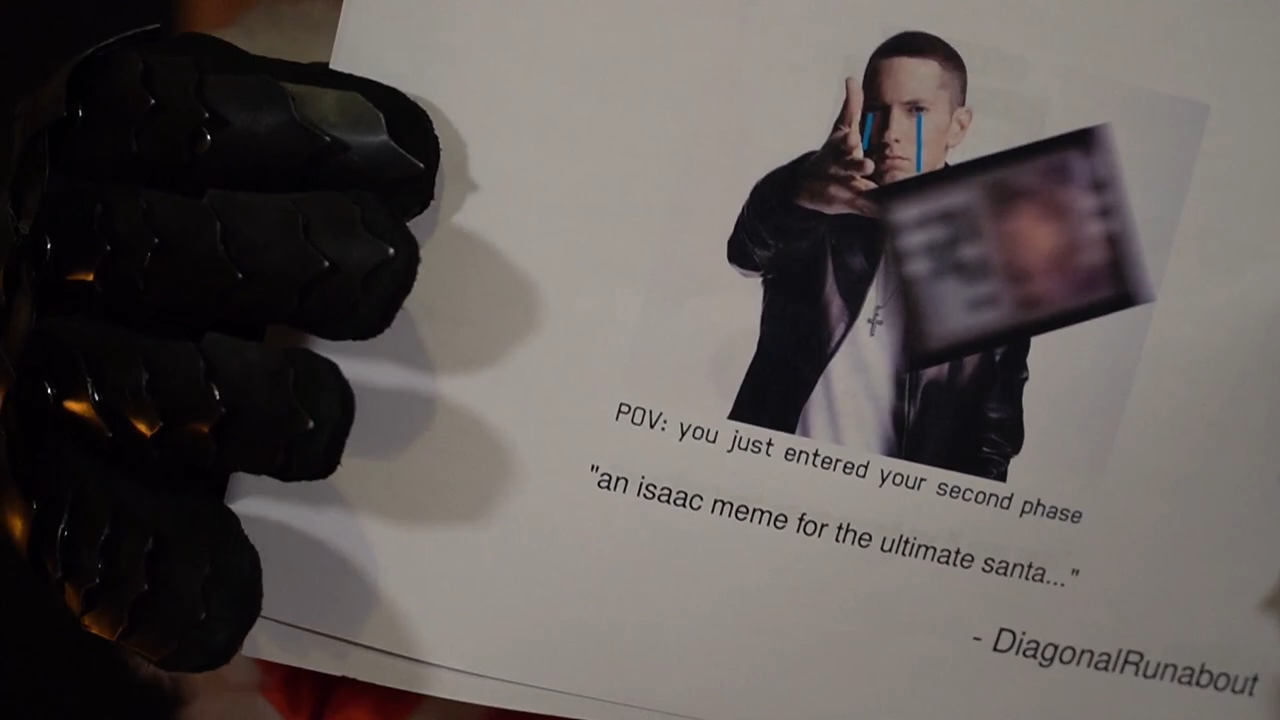 POV: you just entered your second phase
"an isaac meme for the ultimate santa..."
- DiagonalRunabout